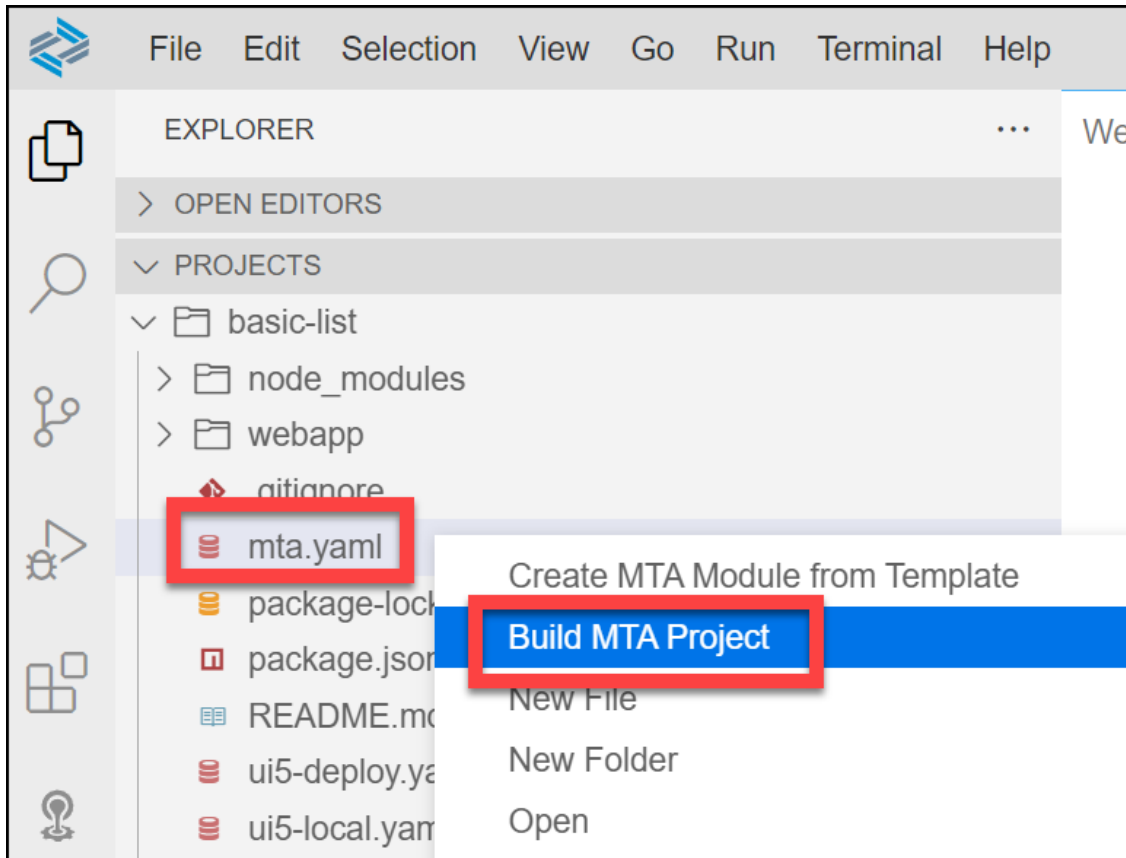 File Edit Selection View Go Run Terminal Help
EXPLORER
We
OPEN EDITORS
PROJECTS
basic-list
node_modules
webapp
.gitignore
mta.yaml
Create MTA Module from Template
package-lock
Build MTA Project
package.json
New File
README.md
New Folder
ui5-deploy.ya
Open
ui5-local.yam